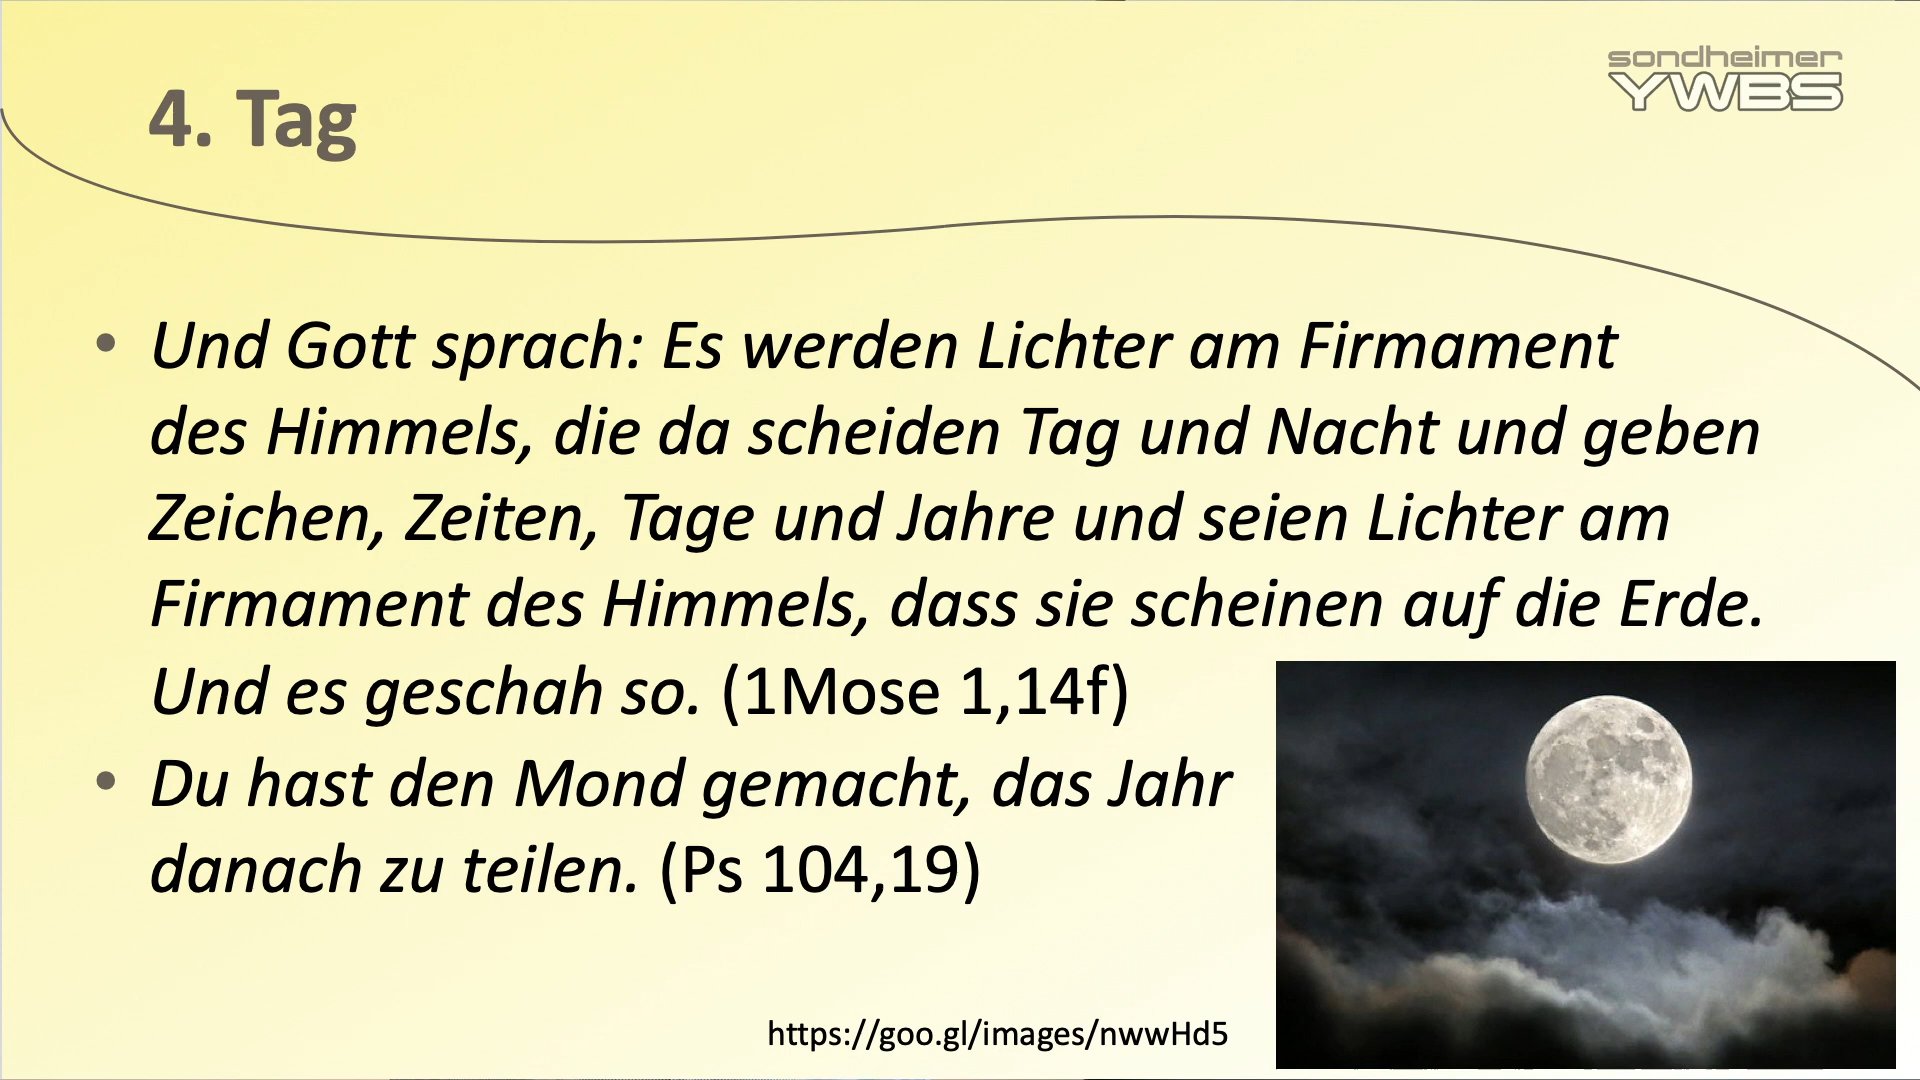 sondheimer
YWBS
4. Tag
• Und Gott sprach: Es werden Lichter am Firmament
des Himmels, die da scheiden Tag und Nacht und geben
Zeichen, Zeiten, Tage und Jahre und seien Lichter am
Firmament des Himmels, dass sie scheinen auf die Erde.
Und es geschah so. (1Mose 1,14f)
• Du hast den Mond gemacht, das Jahr
danach zu teilen. (Ps 104,19)
https://goo.gl/images/nwwHd5